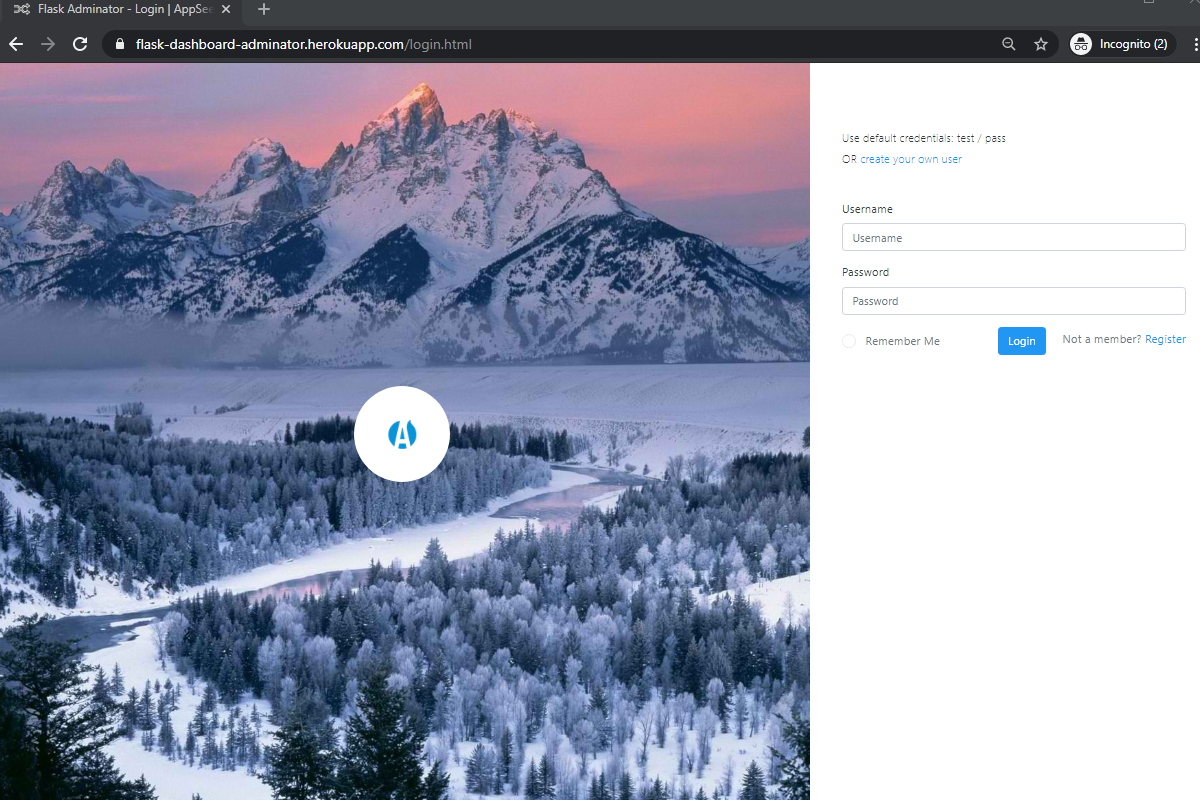 Flask Adminator - Login | AppSee
flask-dashboard-adminator.herokuapp.com/login.html
Incognito (2)
Use default credentials: test / pass
OR create your own user
Username
Username
Password
Password
Remember Me
Login
Not a member? Register
A